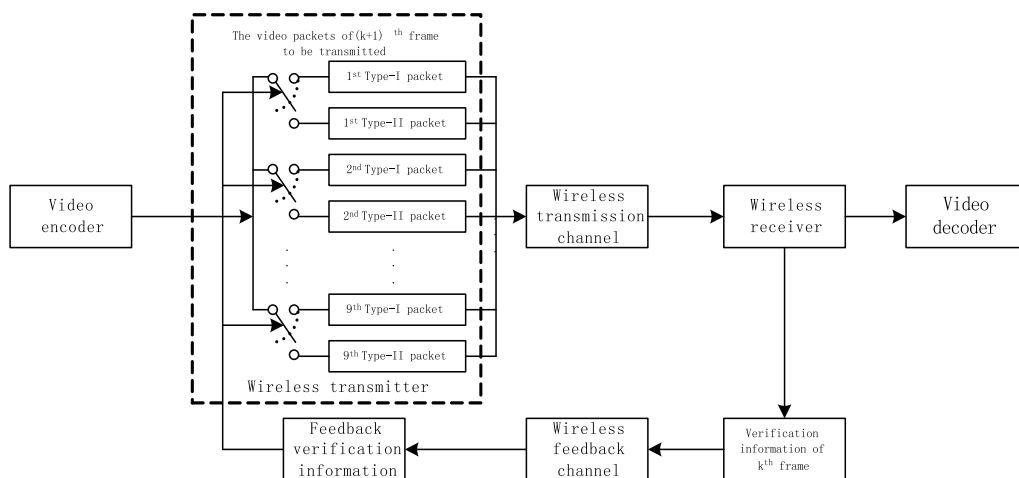 The video packets of(k+1) th frame
to be transmitted
1st Type-I packet
1st Type-II packet
2nd Type-I packet
2nd Type-II packet
9th Type-I packet
9th Type-II packet
Wireless transmitter
Video
encoder
Wireless
transmission
channel
Wireless
receiver
Video
decoder
Feedback
verification
information
Wireless
feedback
channel
Verification
information of
kth frame